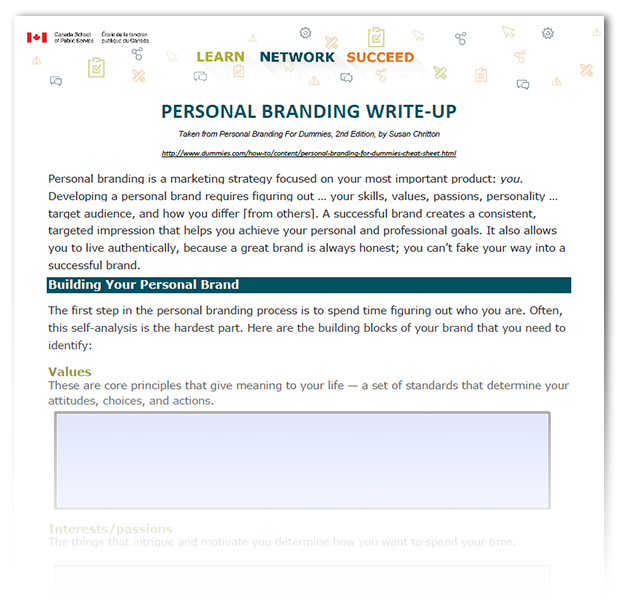 Canada School École de la fonction
of Public Service publique du Canada
LEARN NETWORK SUCCEED
PERSONAL BRANDING WRITE-UP
Taken from Personal Branding For Dummies, 2nd Edition, by Susan Chritton
http://www.dummies.com/how-to/content/personal-branding-for-dummies-cheat-sheet.html
Personal branding is a marketing strategy focused on your most important product: you.
Developing a personal brand requires figuring out … your skills, values, passions, personality …
target audience, and how you differ [from others]. A successful brand creates a consistent,
targeted impression that helps you achieve your personal and professional goals. It also allows
you to live authentically, because a great brand is always honest; you can’t fake your way into a
successful brand.
Building Your Personal Brand
The first step in the personal branding process is to spend time figuring out who you are. Often,
this self-analysis is the hardest part. Here are the building blocks of your brand that you need to
identify:
Values
These are core principles that give meaning to your life — a set of standards that determine your
attitudes, choices, and actions.
Interests/passions
The things that intrigue and motivate you determine how you want to spend your time.